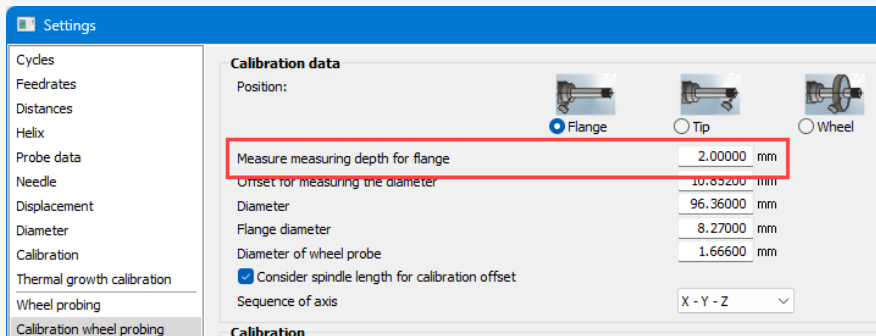 Settings
Cycles
Feedrates
Distances
Helix
Probe data
Needle
Displacement
Diameter
Calibration
Thermal growth calibration
Wheel probing
Calibration wheel probing
Calibration data
Position:
Flange Tip Wheel
Measure measuring depth for flange 2.00000 mm
Offset for measuring the diameter 10.85200 mm
Diameter 96.36000 mm
Flange diameter 8.27000 mm
Diameter of wheel probe 1.66600 mm
Consider spindle length for calibration offset
Sequence of axis X - Y - Z
Calibration